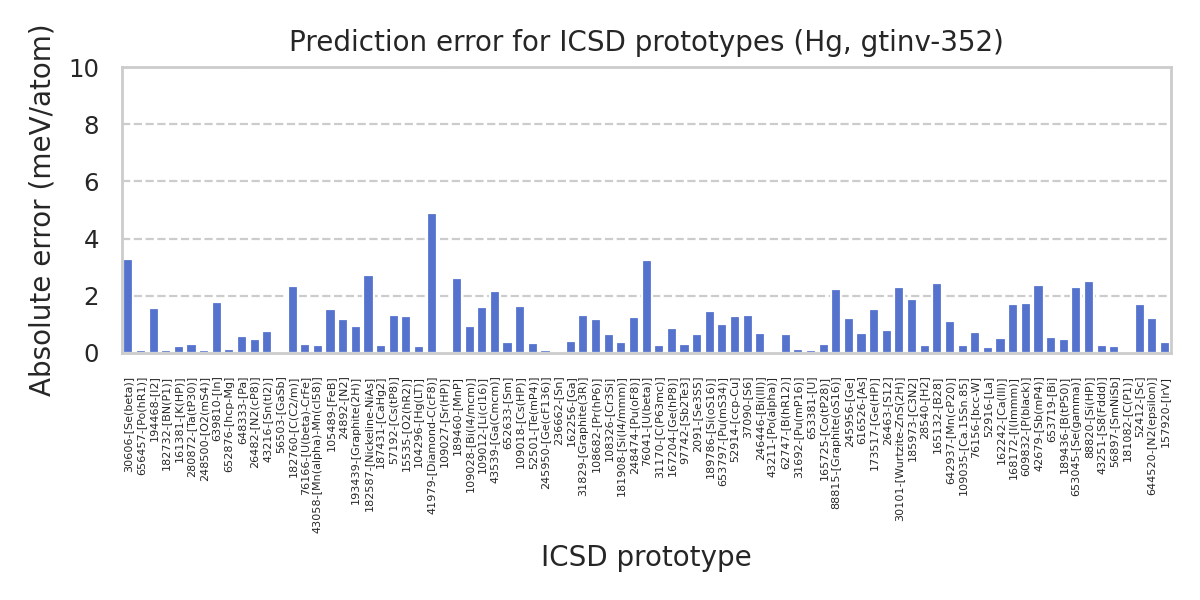 Prediction error for ICSD prototypes (Hg, gtinv-352)
Absolute error (meV/atom)
10
8
6
4
2
0
30606-[Se(beta)]
656457-[Po(hR1)]
194468-[I2]
182732-[BN(P1)]
161381-[K(HP)]
280872-[Ta(tP30)]
248500-[O2(mS4)]
639810-[In]
652876-[hcp-Mg]
648333-[Pa]
26482-[N2(cP8)]
43216-[Sn(tI2)]
56503-[GaSb]
182760-[C(C2/m)]
76166-[U(beta)-CrFe]
43058-[Mn(alpha)-Mn(cI58)]
105489-[FeB]
24892-[N2]
193439-[Graphite(2H)]
182587-[Nickeline-NiAs]
187431-[CaHg2]
57192-[Cs(tP8)]
15535-[O2(hR2)]
104296-[Hg(LT)]
41979-[Diamond-C(cF8)]
109027-[Sr(HP)]
189460-[MnP]
109028-[Bi(I4/mcm)]
109012-[Li(cI16)]
43539-[Ga(Cmcm)]
652633-[Sm]
109018-[Cs(HP)]
52501-[Te(mP4)]
245950-[Ge(cF136)]
236662-[Sn]
162256-[Ga]
31829-[Graphite(3R)]
108682-[Pr(hP6)]
108326-[Cr3Si]
181908-[Si(I4/mmm)]
248474-[Pu(oF8)]
76041-[U(beta)]
31170-[C(P63mc)]
167204-[Ge(hP8)]
97742-[Sb2Te3]
2091-[Se3S5]
189786-[Si(oS16)]
653797-[Pu(mS34)]
52914-[ccp-Cu]
37090-[S6]
246446-[Bi(III)]
43211-[Po(alpha)]
62747-[B(hR12)]
31692-[P(mP16)]
653381-[U]
165725-[Co(tP28)]
88815-[Graphite(oS16)]
245956-[Ge]
616526-[As]
173517-[Ge(HP)]
26463-[S12]
30101-[Wurtzite-ZnS(2H)]
185973-[C3N2]
28540-[H2]
165132-[B28]
642937-[Mn(cP20)]
109035-[Ca.15Sn.85]
76156-[bcc-W]
52916-[La]
162242-[Ca(III)]
168172-[I(Immm)]
609832-[P(black)]
42679-[Sb(mP4)]
653719-[Bi]
189436-[B(tP50)]
653045-[Se(gamma)]
88820-[Si(HP)]
43251-[S8(Fddd)]
56897-[SmNiSb]
181082-[C(P1)]
52412-[Sc]
644520-[N2(epsilon)]
157920-[IrV]
ICSD prototype